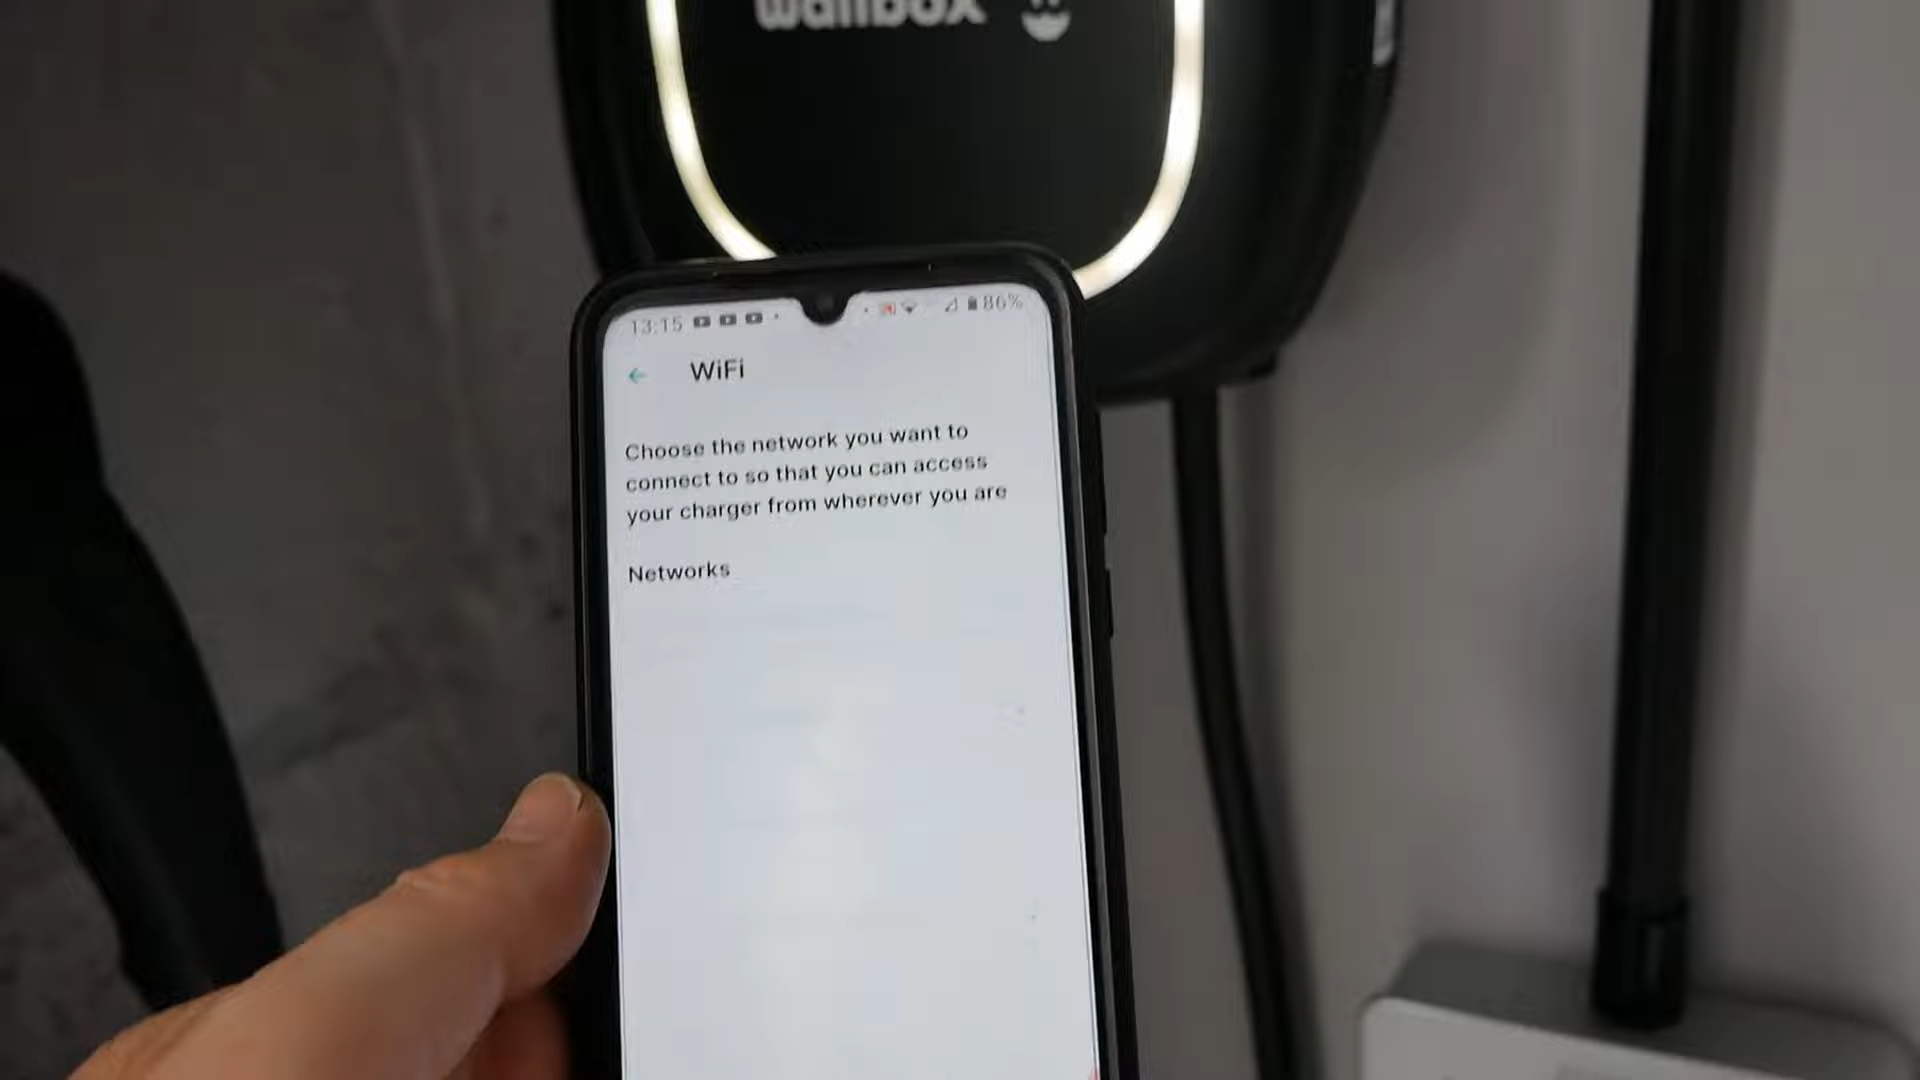 wallbox
13:15
86%
WiFi
Choose the network you want to
connect to so that you can access
your charger from wherever you are
Networks